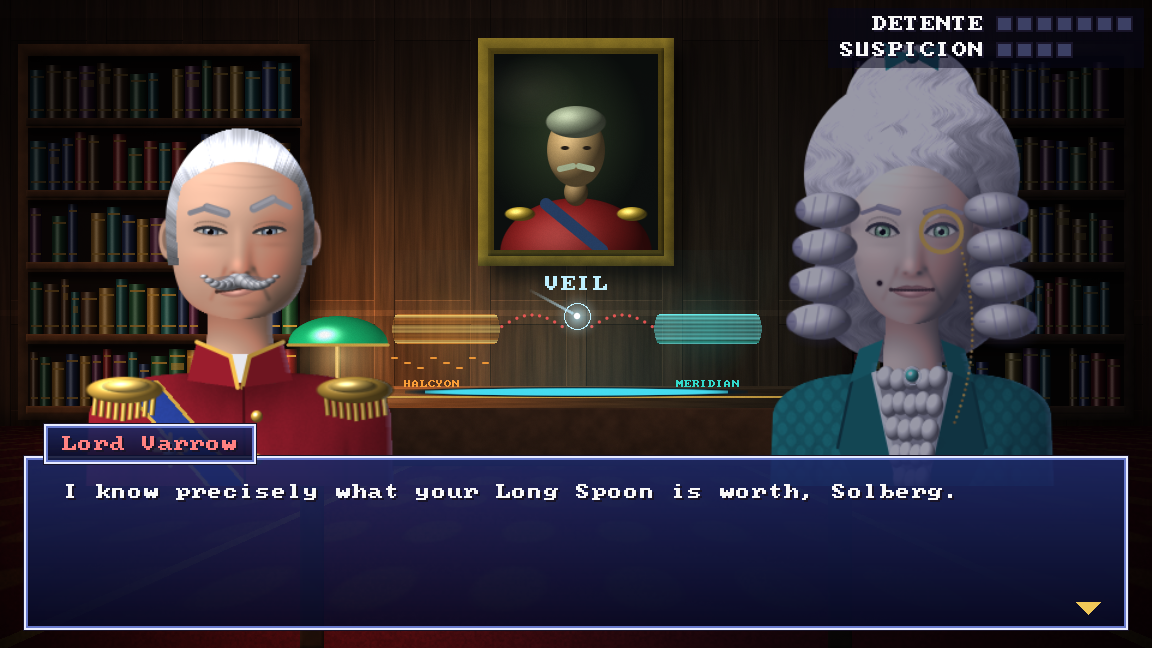 DETENTE
SUSPICION
VEIL
HALCYON
MERIDIAN
Lord Varrow
I know precisely what your Long Spoon is worth, Solberg.